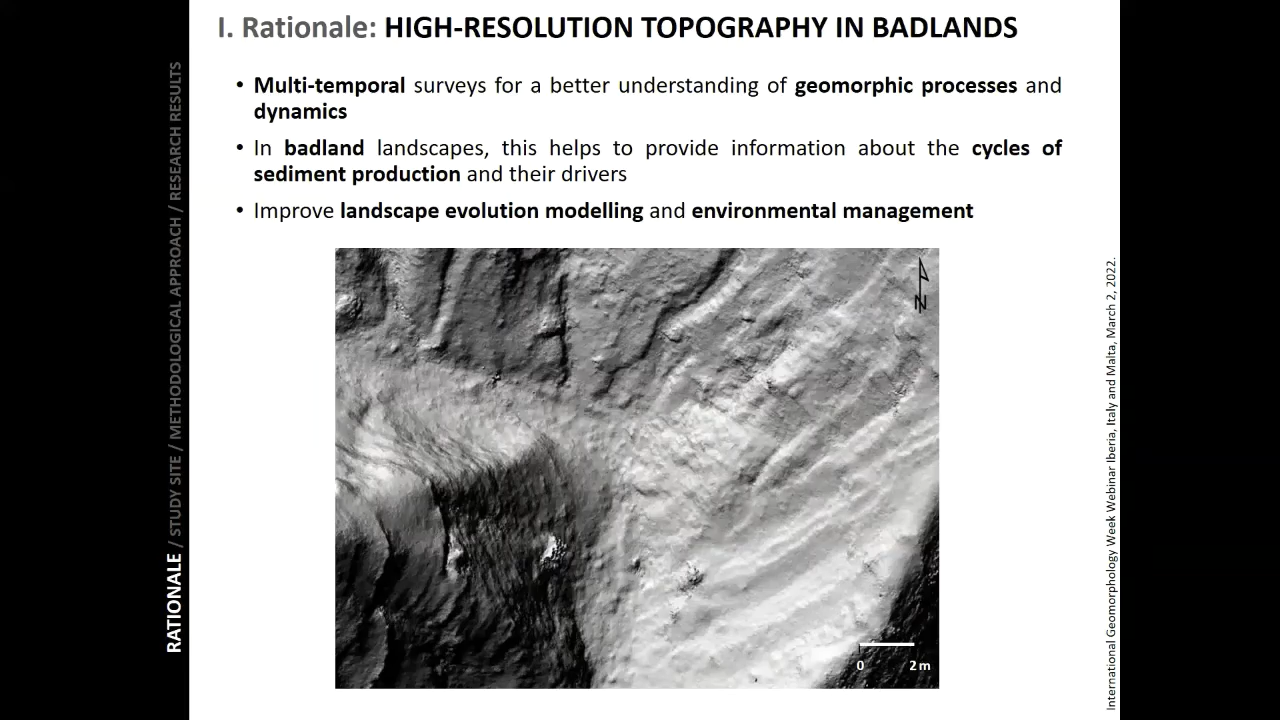 I. Rationale: HIGH-RESOLUTION TOPOGRAPHY IN BADLANDS
• Multi-temporal surveys for a better understanding of geomorphic processes and
dynamics
• In badland landscapes, this helps to provide information about the cycles of
sediment production and their drivers
• Improve landscape evolution modelling and environmental management
RATIONALE / STUDY SITE / METHODOLOGICAL APPROACH / RESEARCH RESULTS
N
0 2 m
International Geomorphology Week Webinar Iberia, Italy and Malta, March 2, 2022.